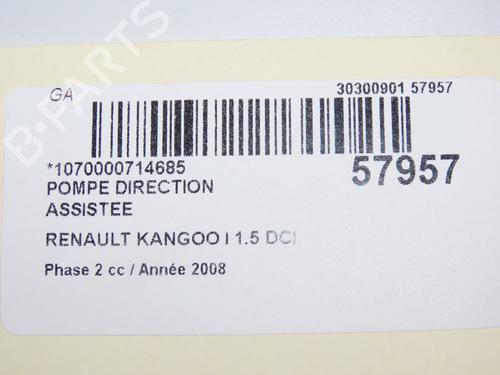 B-PARTS
GA
30300901 57957
*1070000714685
57957
POMPE DIRECTION
ASSISTEE
RENAULT KANGOO I 1.5 DCI
Phase 2 cc / Année 2008